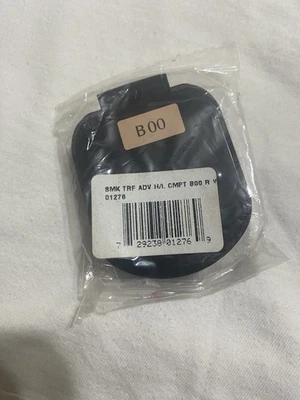 B00
SMK TRF ADV H/L CMPT B00 R V
01276
7 29238 01276 9